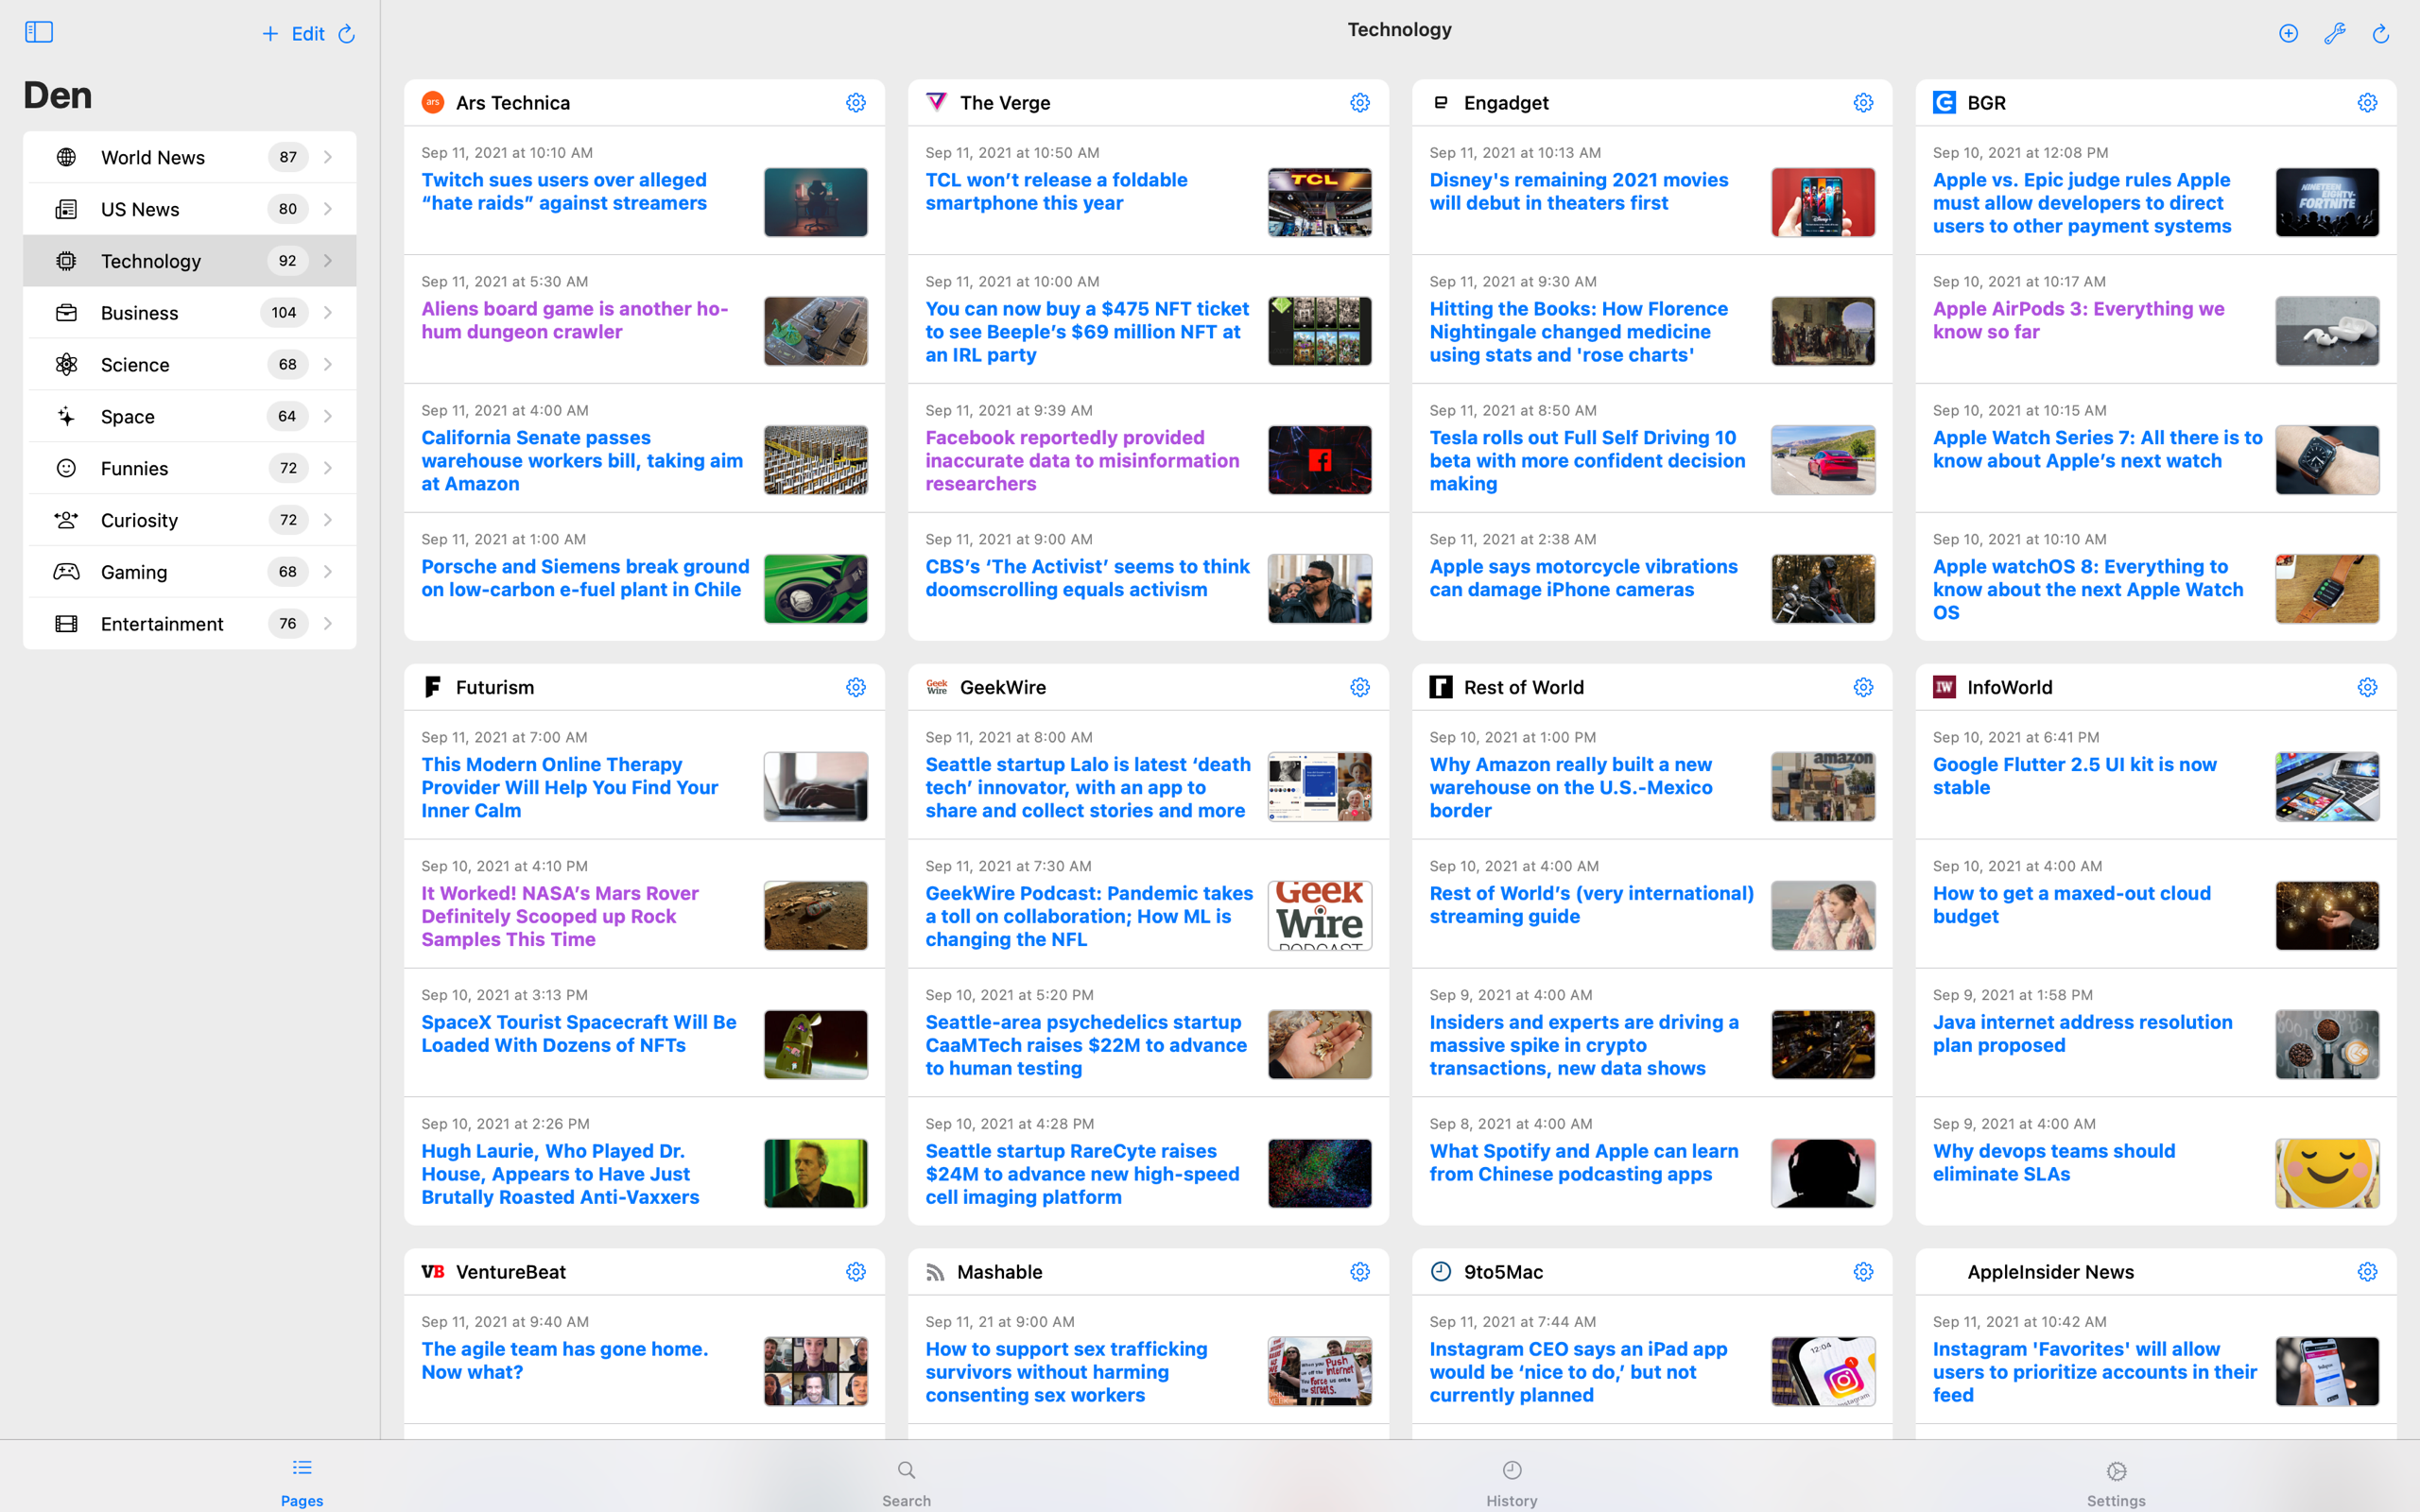 Edit
Technology
Den
World News 87
US News 80
Technology 92
Business 104
Science 68
Space 64
Funnies 72
Curiosity 72
Gaming 68
Entertainment 76
ars Ars Technica
Sep 11, 2021 at 10:10 AM
Twitch sues users over alleged
“hate raids” against streamers
Sep 11, 2021 at 5:30 AM
Aliens board game is another ho-
hum dungeon crawler
Sep 11, 2021 at 4:00 AM
California Senate passes
warehouse workers bill, taking aim
at Amazon
Sep 11, 2021 at 1:00 AM
Porsche and Siemens break ground
on low-carbon e-fuel plant in Chile
The Verge
Sep 11, 2021 at 10:50 AM
TCL won’t release a foldable
smartphone this year
TCL
Sep 11, 2021 at 10:00 AM
You can now buy a $475 NFT ticket
to see Beeple’s $69 million NFT at
an IRL party
Sep 11, 2021 at 9:39 AM
Facebook reportedly provided
inaccurate data to misinformation
researchers
Sep 11, 2021 at 9:00 AM
CBS’s ‘The Activist’ seems to think
doomscrolling equals activism
Engadget
Sep 11, 2021 at 10:13 AM
Disney's remaining 2021 movies
will debut in theaters first
Sep 11, 2021 at 9:30 AM
Hitting the Books: How Florence
Nightingale changed medicine
using stats and 'rose charts'
Sep 11, 2021 at 8:50 AM
Tesla rolls out Full Self Driving 10
beta with more confident decision
making
Sep 11, 2021 at 2:38 AM
Apple says motorcycle vibrations
can damage iPhone cameras
BGR
Sep 10, 2021 at 12:08 PM
Apple vs. Epic judge rules Apple
must allow developers to direct
users to other payment systems
NINETEEN
EIGHTY-
FORTNITE
Sep 10, 2021 at 10:17 AM
Apple AirPods 3: Everything we
know so far
Sep 10, 2021 at 10:15 AM
Apple Watch Series 7: All there is to
know about Apple’s next watch
Sep 10, 2021 at 10:10 AM
Apple watchOS 8: Everything to
know about the next Apple Watch
OS
Futurism
Sep 11, 2021 at 7:00 AM
This Modern Online Therapy
Provider Will Help You Find Your
Inner Calm
Sep 10, 2021 at 4:10 PM
It Worked! NASA’s Mars Rover
Definitely Scooped up Rock
Samples This Time
Sep 10, 2021 at 3:13 PM
SpaceX Tourist Spacecraft Will Be
Loaded With Dozens of NFTs
Sep 10, 2021 at 2:26 PM
Hugh Laurie, Who Played Dr.
House, Appears to Have Just
Brutally Roasted Anti-Vaxxers
Geek
Wire
GeekWire
Sep 11, 2021 at 8:00 AM
Seattle startup Lalo is latest ‘death
tech’ innovator, with an app to
share and collect stories and more
Sep 11, 2021 at 7:30 AM
GeekWire Podcast: Pandemic takes
a toll on collaboration; How ML is
changing the NFL
Geek
Wire
PODCAST
Sep 10, 2021 at 5:20 PM
Seattle-area psychedelics startup
CaaMTech raises $22M to advance
to human testing
Sep 10, 2021 at 4:28 PM
Seattle startup RareCyte raises
$24M to advance new high-speed
cell imaging platform
Rest of World
Sep 10, 2021 at 1:00 PM
Why Amazon really built a new
warehouse on the U.S.-Mexico
border
amazon
Sep 10, 2021 at 4:00 AM
Rest of World’s (very international)
streaming guide
Sep 9, 2021 at 4:00 AM
Insiders and experts are driving a
massive spike in crypto
transactions, new data shows
Sep 8, 2021 at 4:00 AM
What Spotify and Apple can learn
from Chinese podcasting apps
IW InfoWorld
Sep 10, 2021 at 6:41 PM
Google Flutter 2.5 UI kit is now
stable
Sep 10, 2021 at 4:00 AM
How to get a maxed-out cloud
budget
Sep 9, 2021 at 1:58 PM
Java internet address resolution
plan proposed
Sep 9, 2021 at 4:00 AM
Why devops teams should
eliminate SLAs
VB VentureBeat
Sep 11, 2021 at 9:40 AM
The agile team has gone home.
Now what?
Mashable
Sep 11, 21 at 9:00 AM
How to support sex trafficking
survivors without harming
consenting sex workers
When you Push
us off the internet
You force us onto
the streets.
9to5Mac
Sep 11, 2021 at 7:44 AM
Instagram CEO says an iPad app
would be ‘nice to do,’ but not
currently planned
12:04
Instagram
AppleInsider News
Sep 11, 2021 at 10:42 AM
Instagram 'Favorites' will allow
users to prioritize accounts in their
feed
Pages
Search
History
Settings